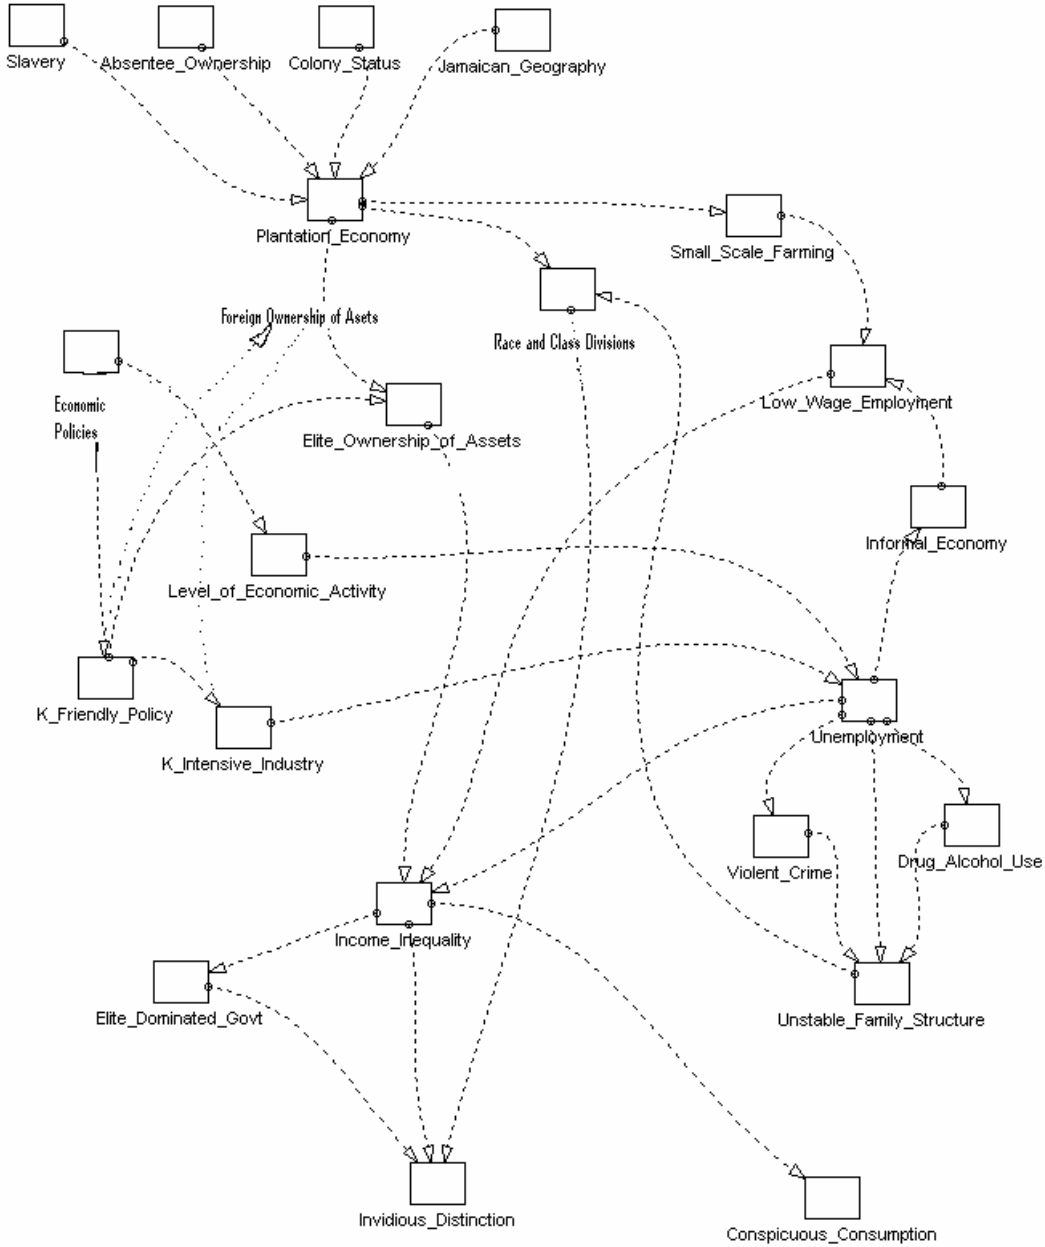 Slavery
Absentee_Ownership
Colony_Status
Jamaican_Geography
Plantation_Economy
Small_Scale_Farming
Foreign Ownership of Asets
Race and Class Divisions
Economic
Policies
Low_Wage_Employment
Elite_Ownership_of_Assets
Informal_Economy
Level_of_Economic_Activity
K_Friendly_Policy
K_Intensive_Industry
Unemployment
Violent_Crime
Drug_Alcohol_Use
Income_Inequality
Elite_Dominated_Govt
Unstable_Family_Structure
Invidious_Distinction
Conspicuous_Consumption